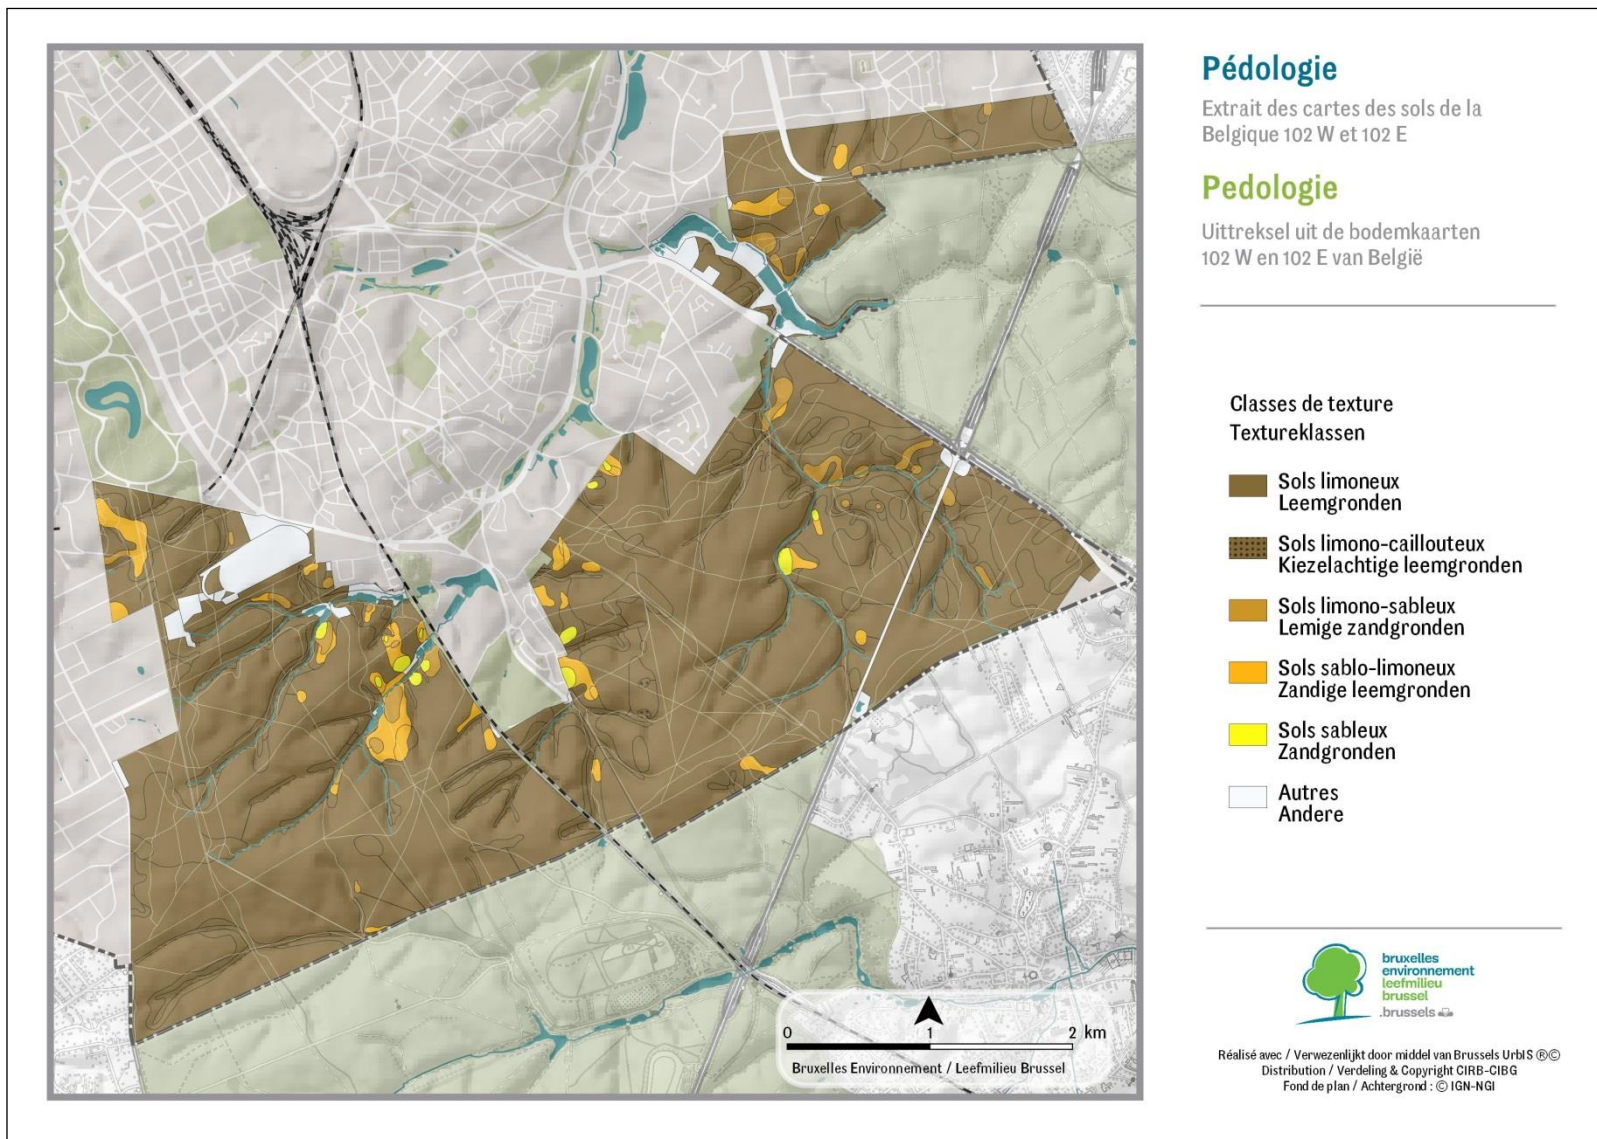 Pédologie
Extrait des cartes des sols de la
Belgique 102 W et 102 E
Pedologie
Uittreksel uit de bodemkaarten
102 W en 102 E van België
Classes de texture
Textureklassen
Sols limoneux
Leemgronden
Sols limono-caillouteux
Kiezelachtige leemgronden
Sols limono-sableux
Lemige zandgronden
Sols sablo-limoneux
Zandige leemgronden
Sols sableux
Zandgronden
Autres
Andere
0 1 2 km
Bruxelles Environnement / Leefmilieu Brussel
bruxelles
environnement
leefmilieu
brussel
.brussels
Réalisé avec / Verwezenlijkt door middel van Brussels UrbIS ®©
Distribution / Verdeling & Copyright CIRB-CIBG
Fond de plan / Achtergrond : © IGN-NGI